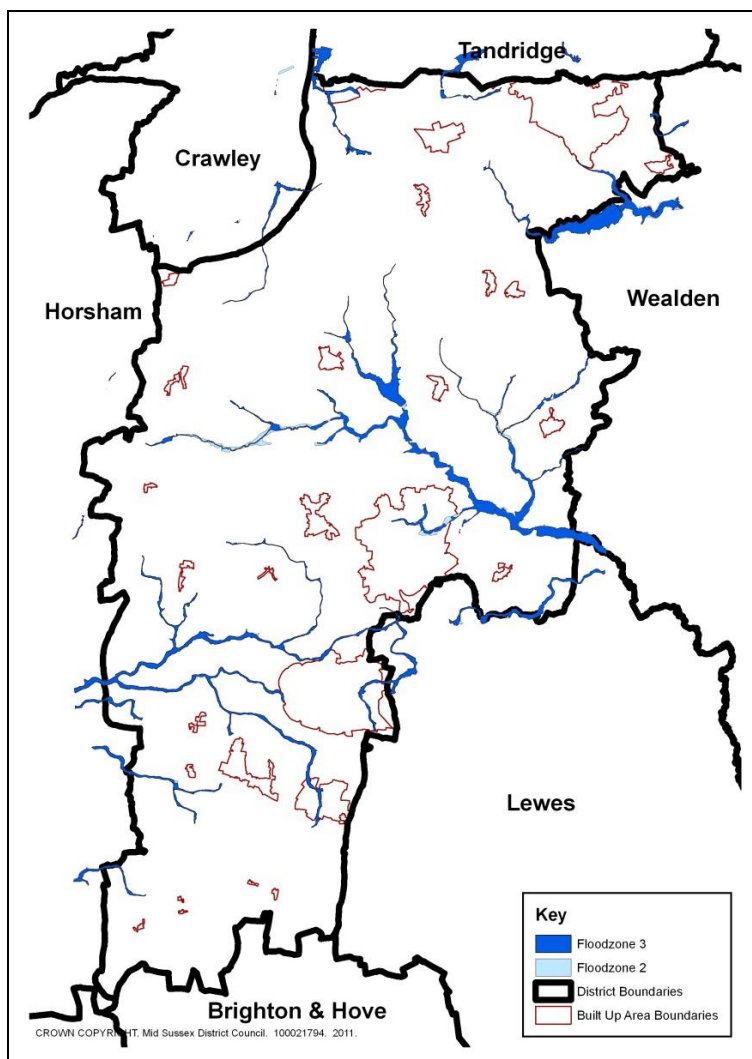 Tandridge
Crawley
Horsham
Wealden
Lewes
Key
Floodzone 3
Floodzone 2
District Boundaries
Built Up Area Boundaries
Brighton & Hove
CROWN COPYRIGHT. Mid Sussex District Council. 100021794. 2011.